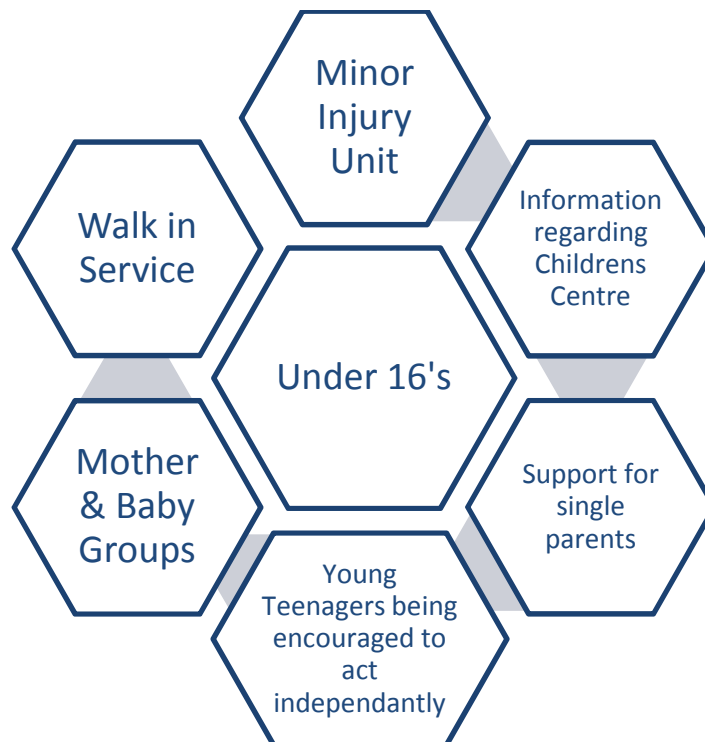 Minor
Injury
Unit
Information
regarding
Childrens
Centre
Support for
single
parents
Young
Teenagers being
encouraged to
act
independantly
Mother
& Baby
Groups
Walk in
Service
Under 16's